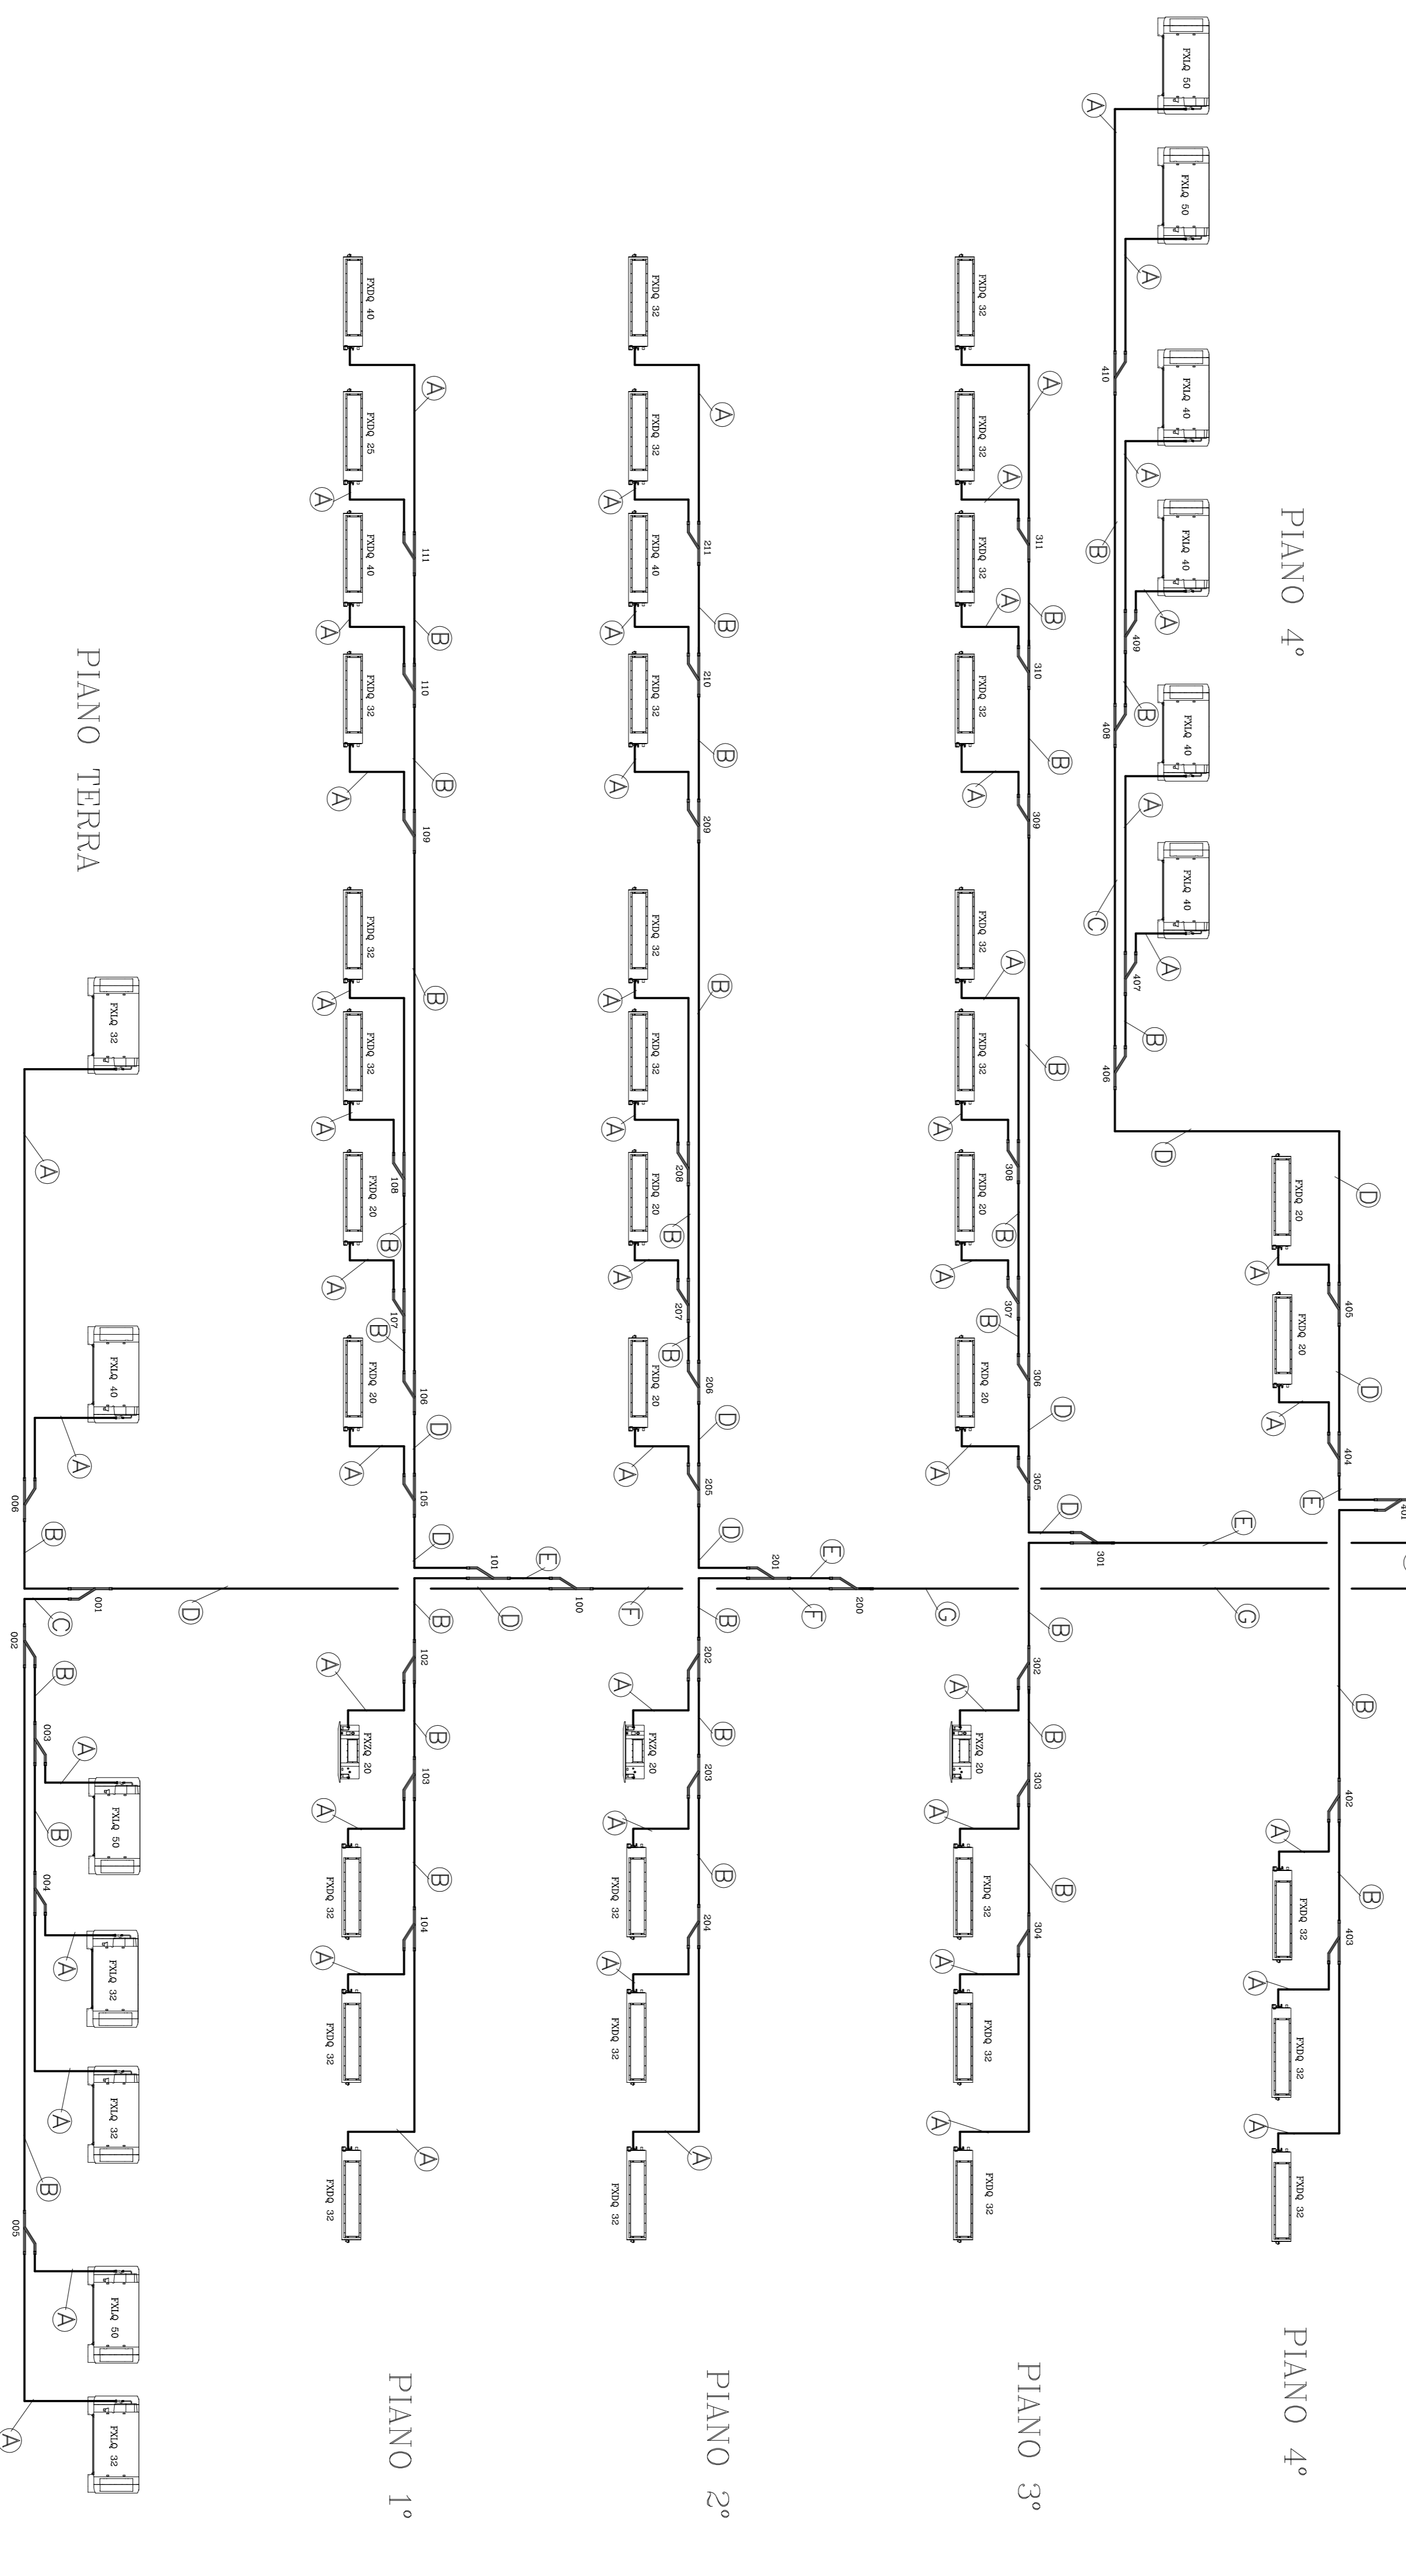 401
D
405
D
404
E
B
402
B
403
PIANO 4°
FXDQ 20
A
FXDQ 20
A
A
FXDQ 32
A
FXDQ 32
A
FXDQ 32
PIANO 4°
E
G
FXLQ 50
FXLQ 50
FXLQ 40
FXLQ 40
FXLQ 40
FXLQ 40
A
A
A
A
A
A
409
407
B
B
410
B
408
C
406
D
A
311
B
310
B
309
B
306
D
305
D
301
B
302
B
303
B
304
PIANO 3°
A
A
A
A
A
308
B
A
307
B
A
A
A
A
A
FXDQ 32
FXDQ 32
FXDQ 32
FXDQ 32
FXDQ 32
FXDQ 32
FXDQ 20
FXDQ 20
FXZQ 20
FXDQ 32
FXDQ 32
FXDQ 32
G
200
E
F
201
A
211
B
210
B
209
B
206
D
205
D
B
202
B
203
B
204
A
PIANO 2°
208
B
207
B
FXDQ 32
FXDQ 32
FXDQ 40
FXDQ 32
FXDQ 32
FXDQ 32
FXDQ 20
FXDQ 20
FXZQ 20
FXDQ 32
FXDQ 32
FXDQ 32
A
A
A
A
A
A
A
A
A
A
F
100
E
D
101
A
111
B
110
B
109
B
106
D
105
D
B
102
B
103
B
104
A
PIANO 1°
108
B
107
B
FXDQ 40
FXDQ 25
FXDQ 40
FXDQ 32
FXDQ 32
FXDQ 32
FXDQ 20
FXDQ 20
FXZQ 20
FXDQ 32
FXDQ 32
FXDQ 32
A
A
A
A
A
A
A
A
A
A
D
001
PIANO TERRA
FXLQ 32
FXLQ 40
FXLQ 50
FXLQ 32
FXLQ 32
FXLQ 50
FXLQ 32
A
A
A
A
A
A
A
006
B
C
002
B
003
B
004
B
005